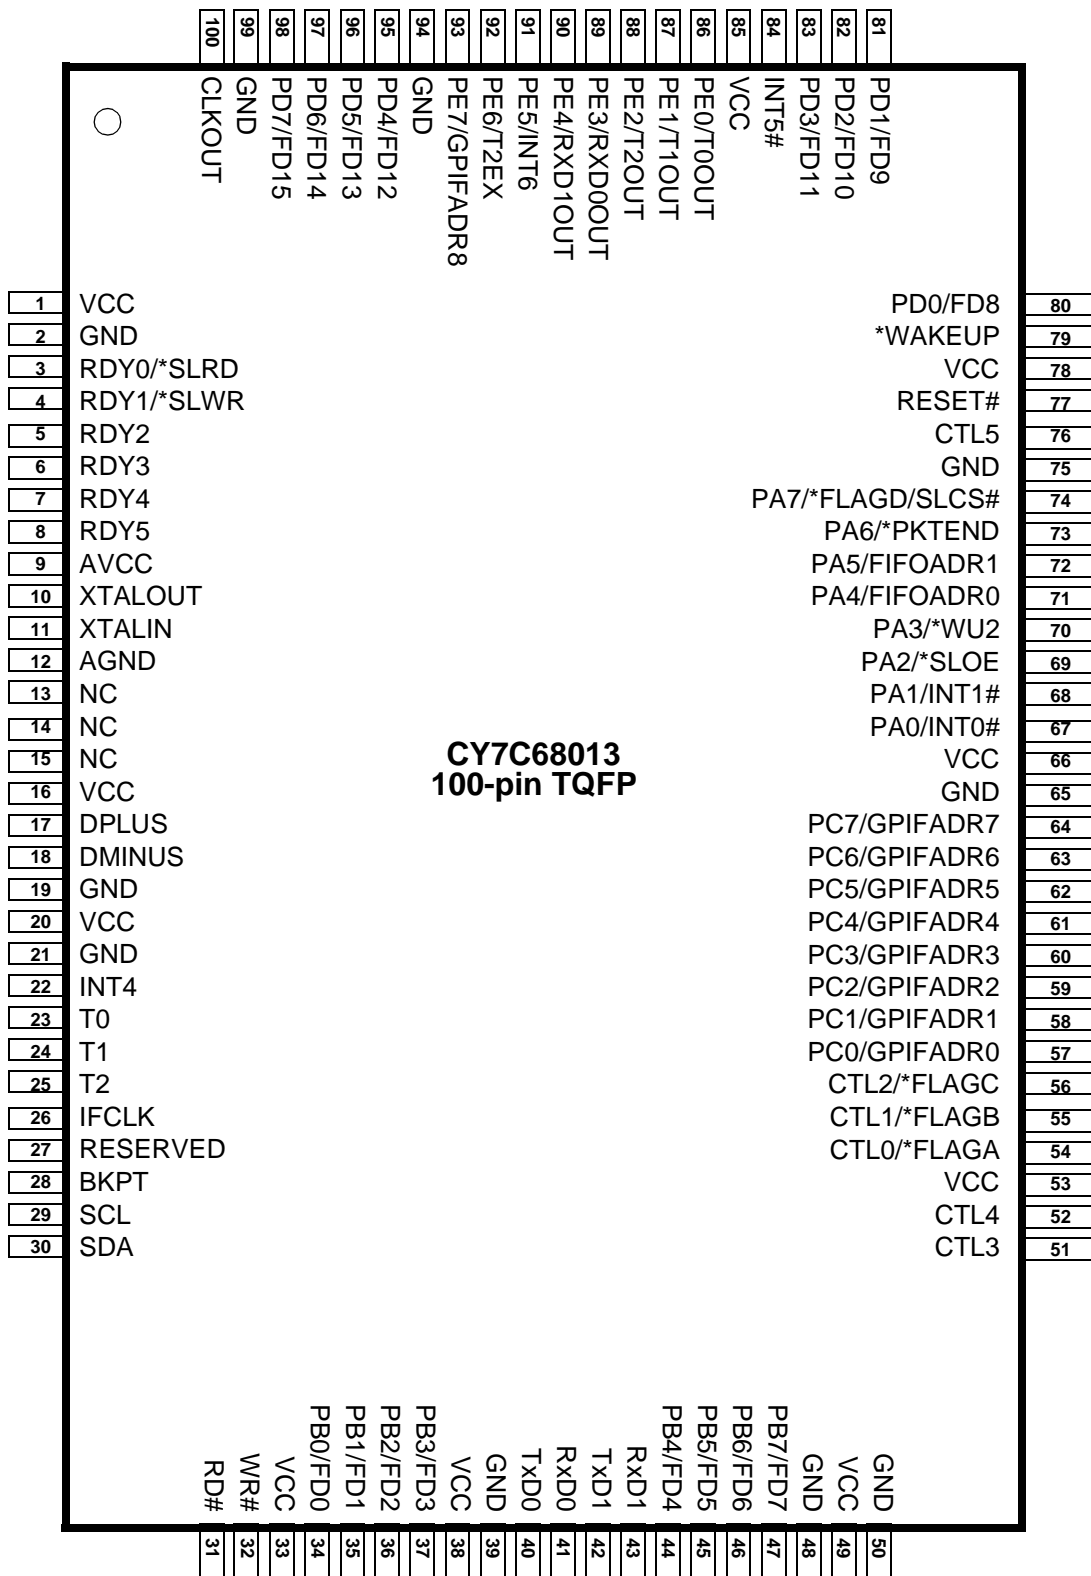 100 99 98 97 96 95 94 93 92 91 90 89 88 87 86 85 84 83 82 81
CLKOUT
GND
PD7/FD15
PD6/FD14
PD5/FD13
PD4/FD12
GND
PE7/GPIFADR8
PE6/T2EX
PE5/INT6
PE4/RXD1OUT
PE3/RXD0OUT
PE2/T2OUT
PE1/T1OUT
PE0/T0OUT
VCC
INT5#
PD3/FD11
PD2/FD10
PD1/FD9
1 VCC
2 GND
3 RDY0/*SLRD
4 RDY1/*SLWR
5 RDY2
6 RDY3
7 RDY4
8 RDY5
9 AVCC
10 XTALOUT
11 XTALIN
12 AGND
13 NC
14 NC
15 NC
16 VCC
17 DPLUS
18 DMINUS
19 GND
20 VCC
21 GND
22 INT4
23 T0
24 T1
25 T2
26 IFCLK
27 RESERVED
28 BKPT
29 SCL
30 SDA
CY7C68013
100-pin TQFP
PD0/FD8 80
*WAKEUP 79
VCC 78
RESET# 77
CTL5 76
GND 75
PA7/*FLAGD/SLCS# 74
PA6/*PKTEND 73
PA5/FIFOADR1 72
PA4/FIFOADR0 71
PA3/*WU2 70
PA2/*SLOE 69
PA1/INT1# 68
PA0/INT0# 67
VCC 66
GND 65
PC7/GPIFADR7 64
PC6/GPIFADR6 63
PC5/GPIFADR5 62
PC4/GPIFADR4 61
PC3/GPIFADR3 60
PC2/GPIFADR2 59
PC1/GPIFADR1 58
PC0/GPIFADR0 57
CTL2/*FLAGC 56
CTL1/*FLAGB 55
CTL0/*FLAGA 54
VCC 53
CTL4 52
CTL3 51
RD#
WR#
VCC
PB0/FD0
PB1/FD1
PB2/FD2
PB3/FD3
VCC
GND
TxD0
RxD0
TxD1
RxD1
PB4/FD4
PB5/FD5
PB6/FD6
PB7/FD7
GND
VCC
GND
31 32 33 34 35 36 37 38 39 40 41 42 43 44 45 46 47 48 49 50